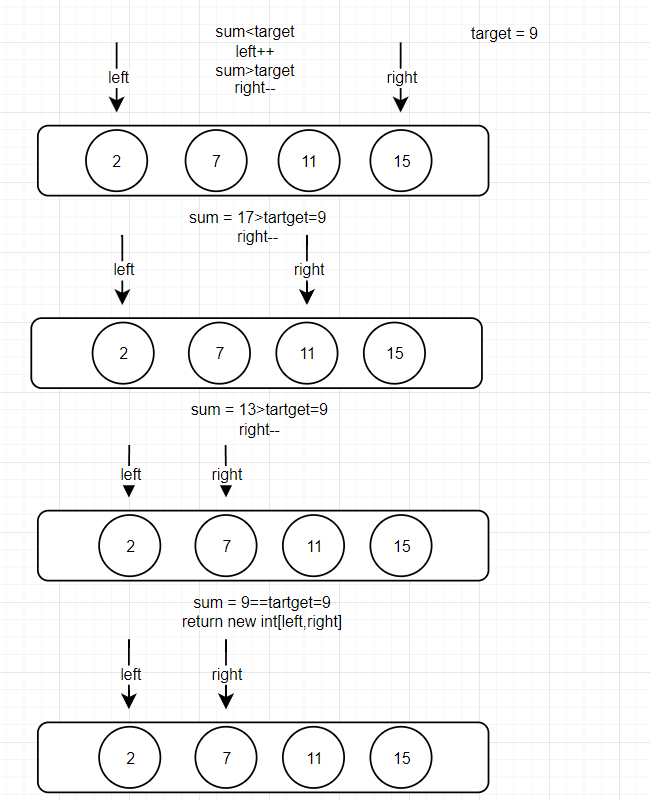 sum<target
left++
sum>target
right--
target = 9
left
right
2 7 11 15
sum = 17>tartget=9
right--
left right
2 7 11 15
sum = 13>tartget=9
right--
left right
2 7 11 15
sum = 9==tartget=9
return new int[left,right]
left right
2 7 11 15